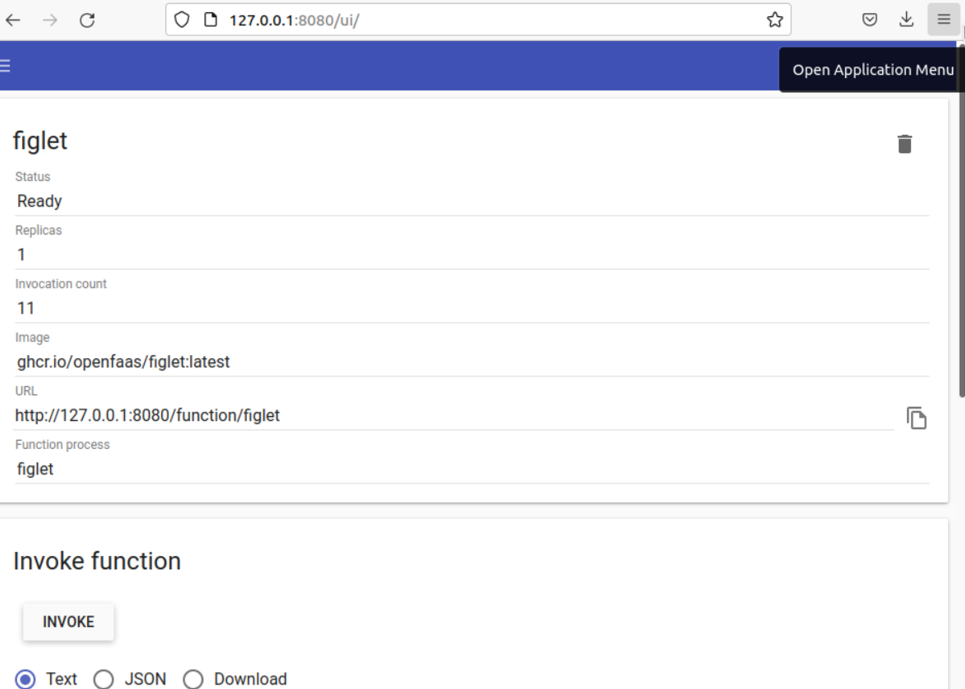 127.0.0.1:8080/ui/
Open Application Menu
figlet
Status
Ready
Replicas
1
Invocation count
11
Image
ghcr.io/openfaas/figlet:latest
URL
http://127.0.0.1:8080/function/figlet
Function process
figlet
Invoke function
INVOKE
Text JSON Download